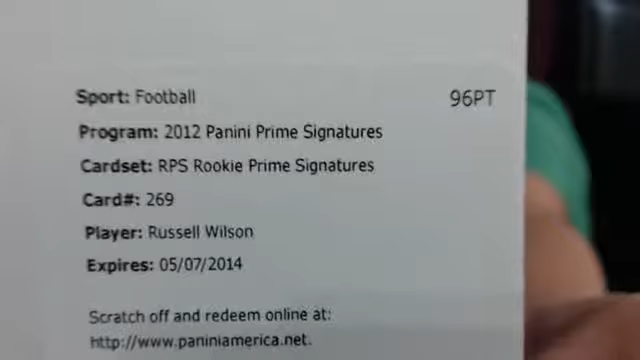 Sport: Football 96PT
Program: 2012 Panini Prime Signatures
Cardset: RPS Rookie Prime Signatures
Card#: 269
Player: Russell Wilson
Expires: 05/07/2014
Scratch off and redeem online at:
http://www.paniniamerica.net.